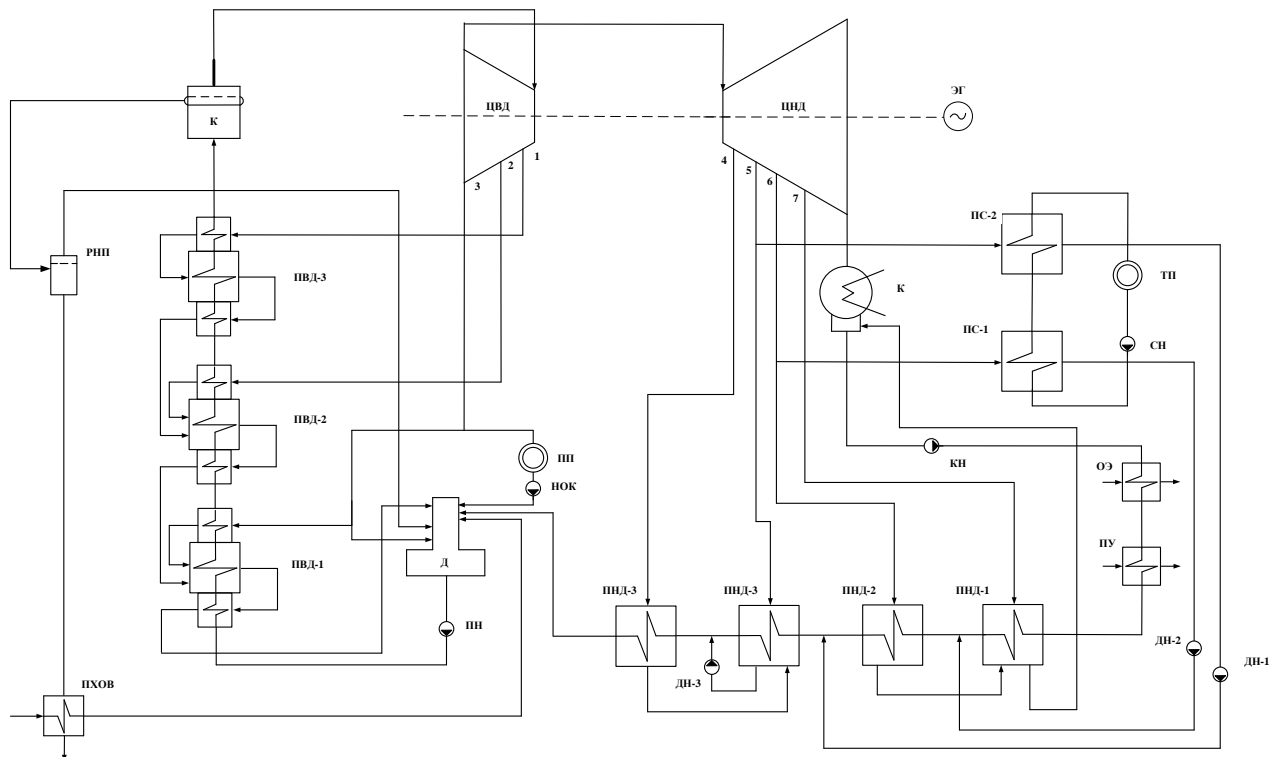 ЭГ
ЦВД
ЦНД
К
1
2
3
4
5
6
7
ПС-2
РНП
ПВД-3
К
ТП
ПС-1
СН
ПВД-2
ПП
КН
ОЭ
НОК
ПУ
Д
ПВД-1
ПНД-3
ПНД-3
ПНД-2
ПНД-1
ПН
ДН-2
ДН-1
ДН-3
ПХОВ